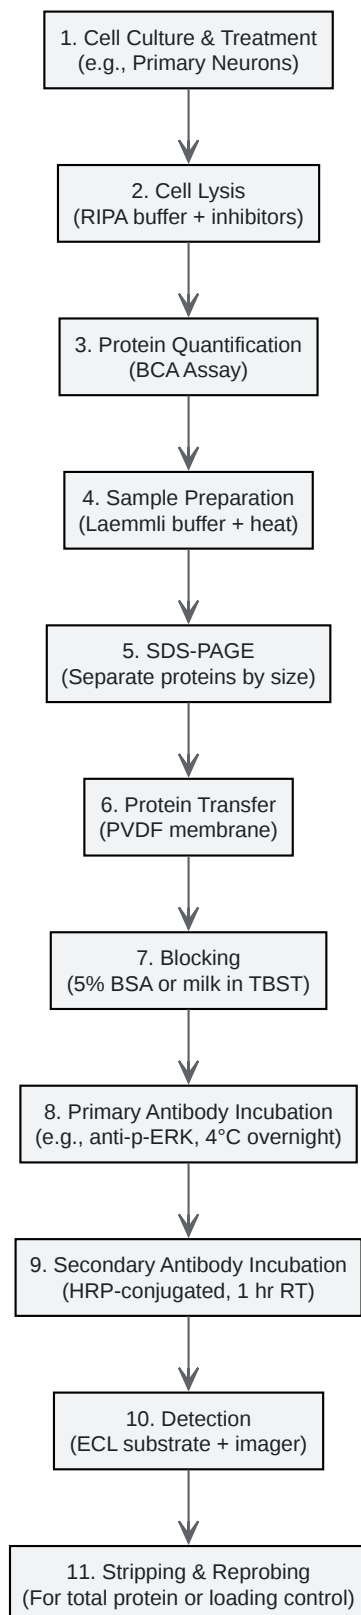 1. Cell Culture & Treatment
(e.g., Primary Neurons)
2. Cell Lysis
(RIPA buffer + inhibitors)
3. Protein Quantification
(BCA Assay)
4. Sample Preparation
(Laemmli buffer + heat)
5. SDS-PAGE
(Separate proteins by size)
6. Protein Transfer
(PVDF membrane)
7. Blocking
(5% BSA or milk in TBST)
8. Primary Antibody Incubation
(e.g., anti-p-ERK, 4°C overnight)
9. Secondary Antibody Incubation
(HRP-conjugated, 1 hr RT)
10. Detection
(ECL substrate + imager)
11. Stripping & Reprobing
(For total protein or loading control)